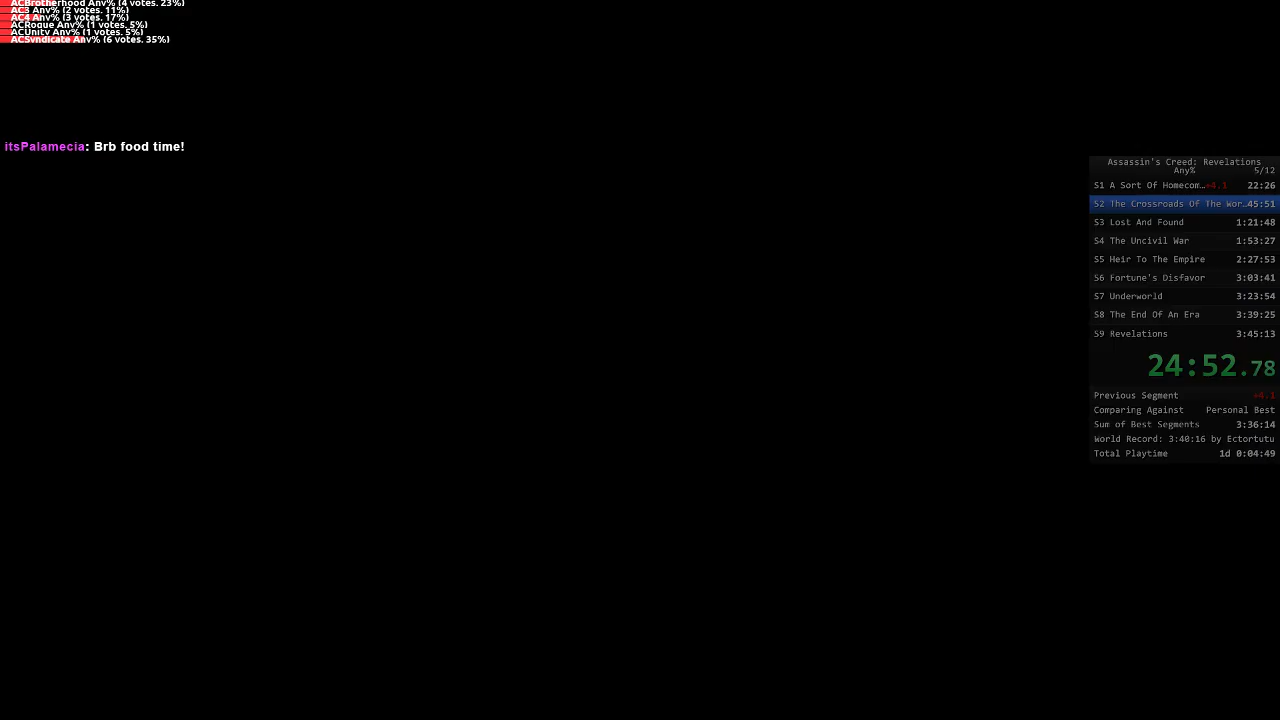 ACBrotherhood Any% (4 votes, 23%)
AC3 Any% (2 votes, 11%)
AC4 Any% (3 votes, 17%)
ACRogue Any% (1 votes, 5%)
ACUnity Any% (1 votes, 5%)
ACSyndicate Any% (6 votes, 35%)
itsPalamecia: Brb food time!
Assassin's Creed: Revelations
Any% 5/12
S1 A Sort Of Homecom… +4.1 22:26
S2 The Crossroads Of The Wor… 45:51
S3 Lost And Found 1:21:48
S4 The Uncivil War 1:53:27
S5 Heir To The Empire 2:27:53
S6 Fortune's Disfavor 3:03:41
S7 Underworld 3:23:54
S8 The End Of An Era 3:39:25
S9 Revelations 3:45:13
24:52.78
Previous Segment +4.1
Comparing Against Personal Best
Sum of Best Segments 3:36:14
World Record: 3:40:16 by Ectortutu
Total Playtime 1d 0:04:49